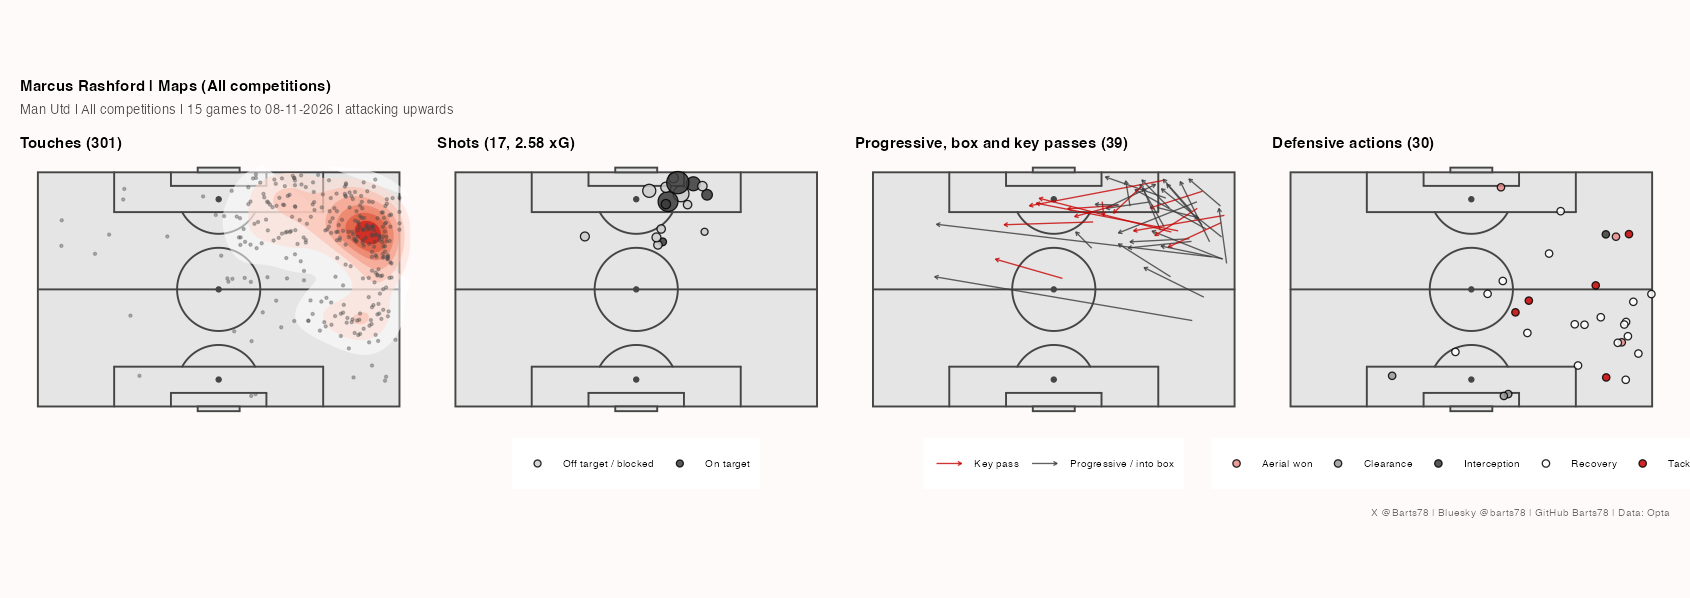 Marcus Rashford | Maps (All competitions)
Man Utd | All competitions | 15 games to 08-11-2026 | attacking upwards
Touches (301)
Shots (17, 2.58 xG)
Progressive, box and key passes (39)
Defensive actions (30)
Off target / blocked
On target
Key pass
Progressive / into box
Aerial won
Clearance
Interception
Recovery
Tack
X @Barts78 | Bluesky @barts78 | GitHub Barts78 | Data: Opta